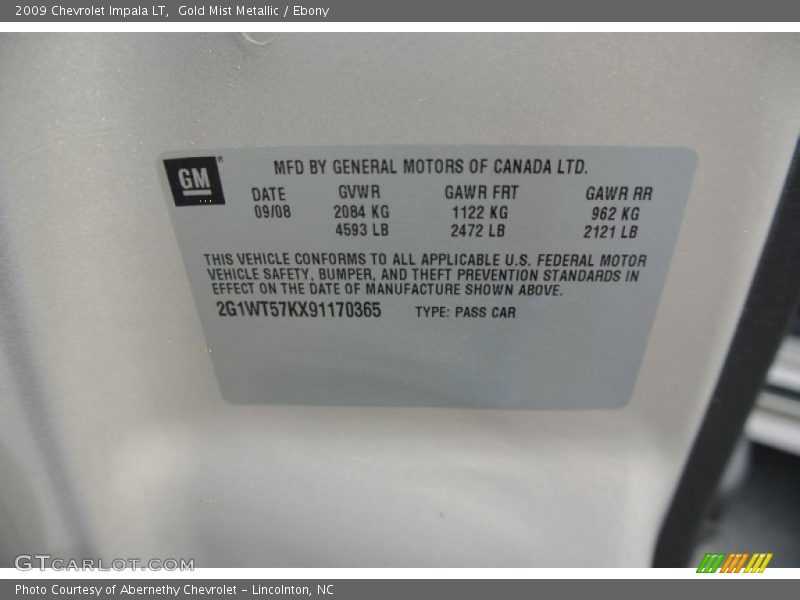 2009 Chevrolet Impala LT,  Gold Mist Metallic / Ebony
GM
MFD BY GENERAL MOTORS OF CANADA LTD.
DATE GVWR GAWR FRT GAWR RR
09/08 2084 KG 1122 KG 962 KG
4593 LB 2472 LB 2121 LB
THIS VEHICLE CONFORMS TO ALL APPLICABLE U.S. FEDERAL MOTOR
VEHICLE SAFETY, BUMPER, AND THEFT PREVENTION STANDARDS IN
EFFECT ON THE DATE OF MANUFACTURE SHOWN ABOVE.
2G1WT57KX91170365 TYPE: PASS CAR
GTCARLOT.COM
Photo Courtesy of Abernethy Chevrolet - Lincolnton, NC